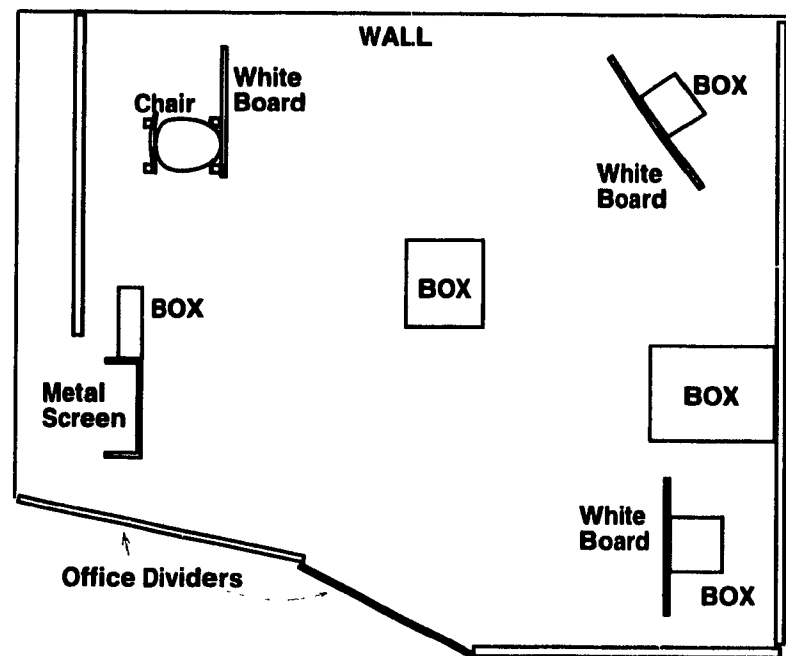 WALL
White
Board
Chair
BOX
White
Board
BOX
BOX
Metal
Screen
BOX
White
Board
BOX
Office Dividers